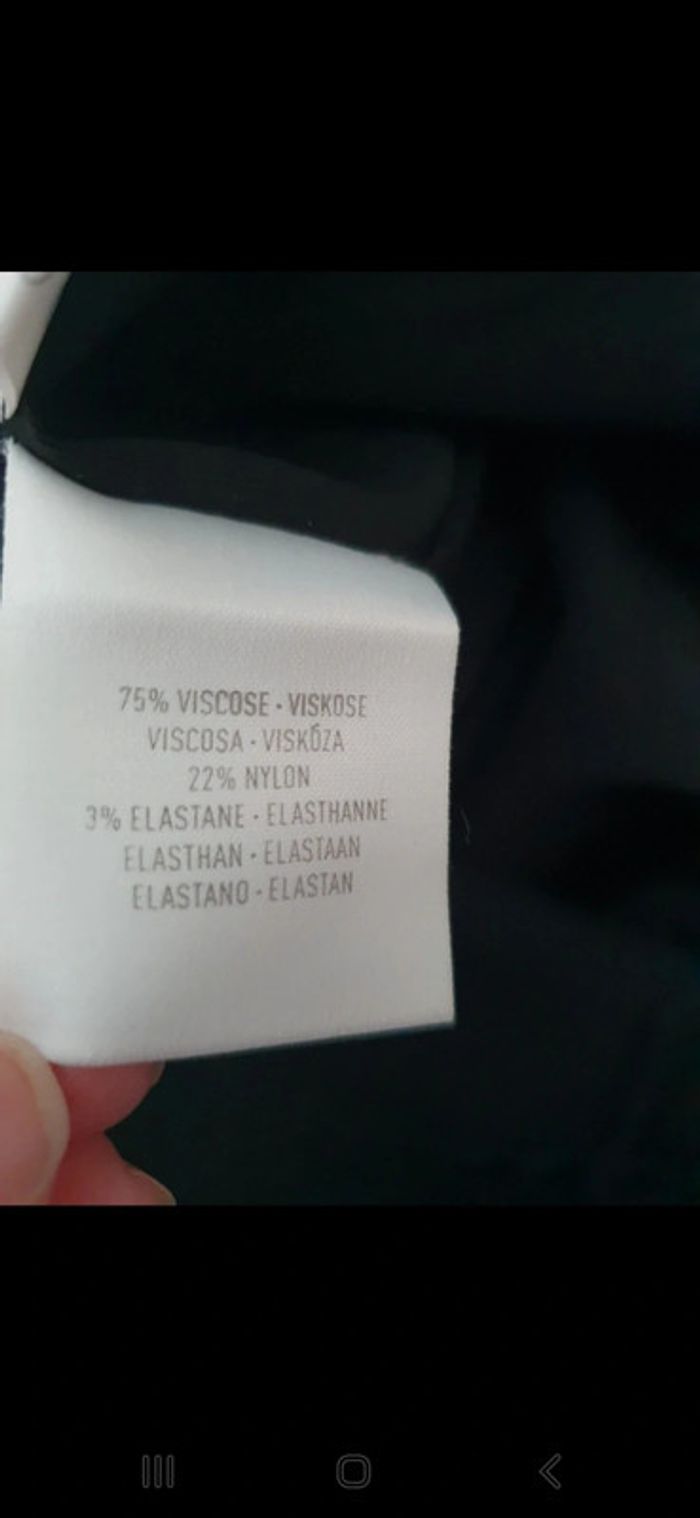 75% VISCOSE · VISKOSE
VISCOSA · VISKÓZA
22% NYLON
3% ELASTANE · ELASTHANNE
ELASTHAN · ELASTAAN
ELASTANO · ELASTAN